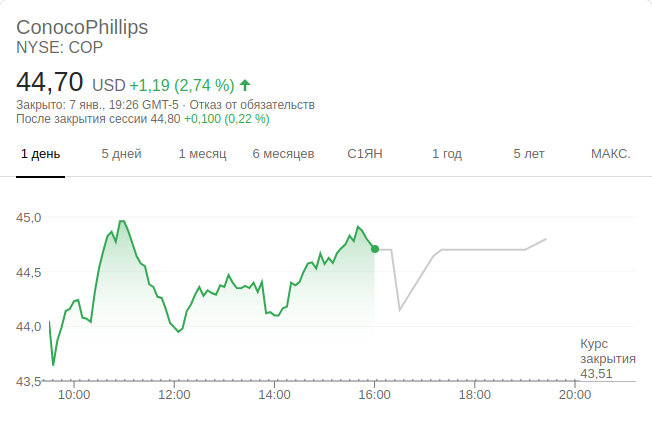 ConocoPhillips
NYSE: COP
44,70 USD +1,19 (2,74 %)
Закрыто: 7 янв., 19:26 GMT-5 · Отказ от обязательств
После закрытия сессии 44,80 +0,100 (0,22 %)
1 день 5 дней 1 месяц 6 месяцев С1ЯН 1 год 5 лет МАКС.
45,0
44,5
44,0
Курс
закрытия
43,51
43,5
10:00 12:00 14:00 16:00 18:00 20:00